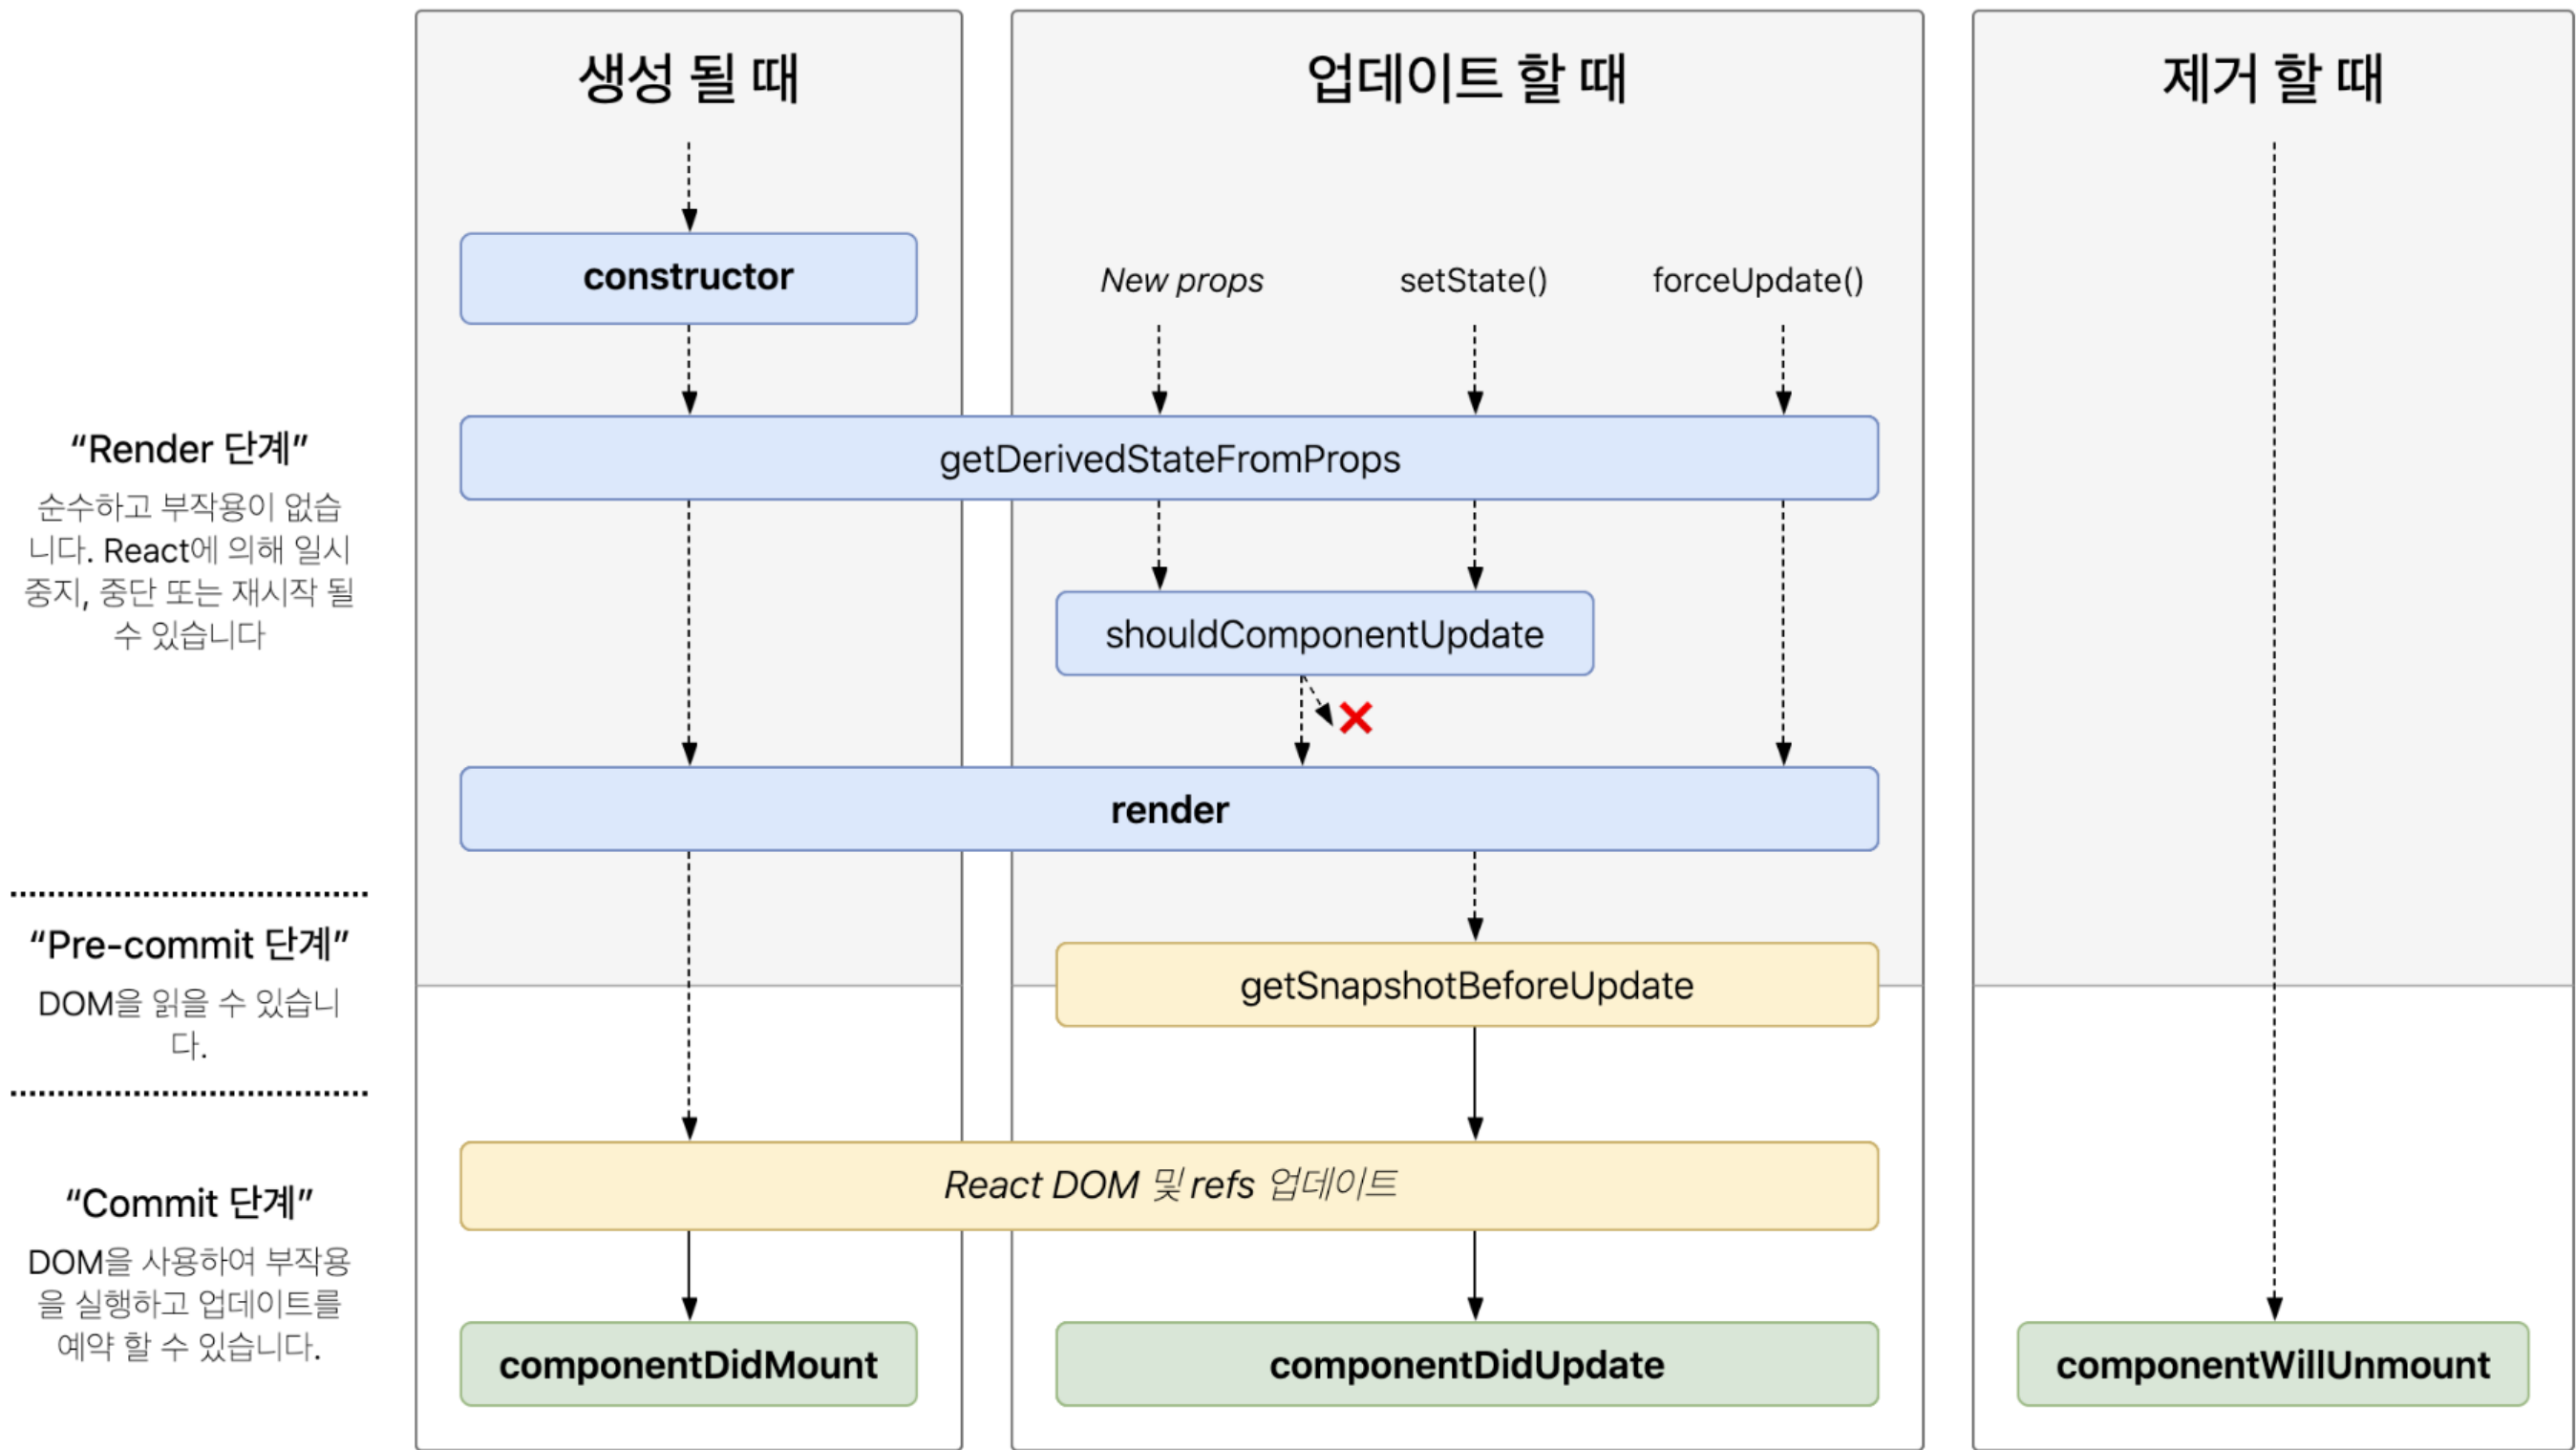 생성 될 때
업데이트 할 때
제거 할 때
constructor
New props
setState()
forceUpdate()
“Render 단계”
순수하고 부작용이 없습
니다. React에 의해 일시
중지, 중단 또는 재시작 될
수 있습니다
getDerivedStateFromProps
shouldComponentUpdate
render
“Pre-commit 단계”
DOM을 읽을 수 있습니
다.
getSnapshotBeforeUpdate
“Commit 단계”
DOM을 사용하여 부작용
을 실행하고 업데이트를
예약 할 수 있습니다.
React DOM 및 refs 업데이트
componentDidMount
componentDidUpdate
componentWillUnmount